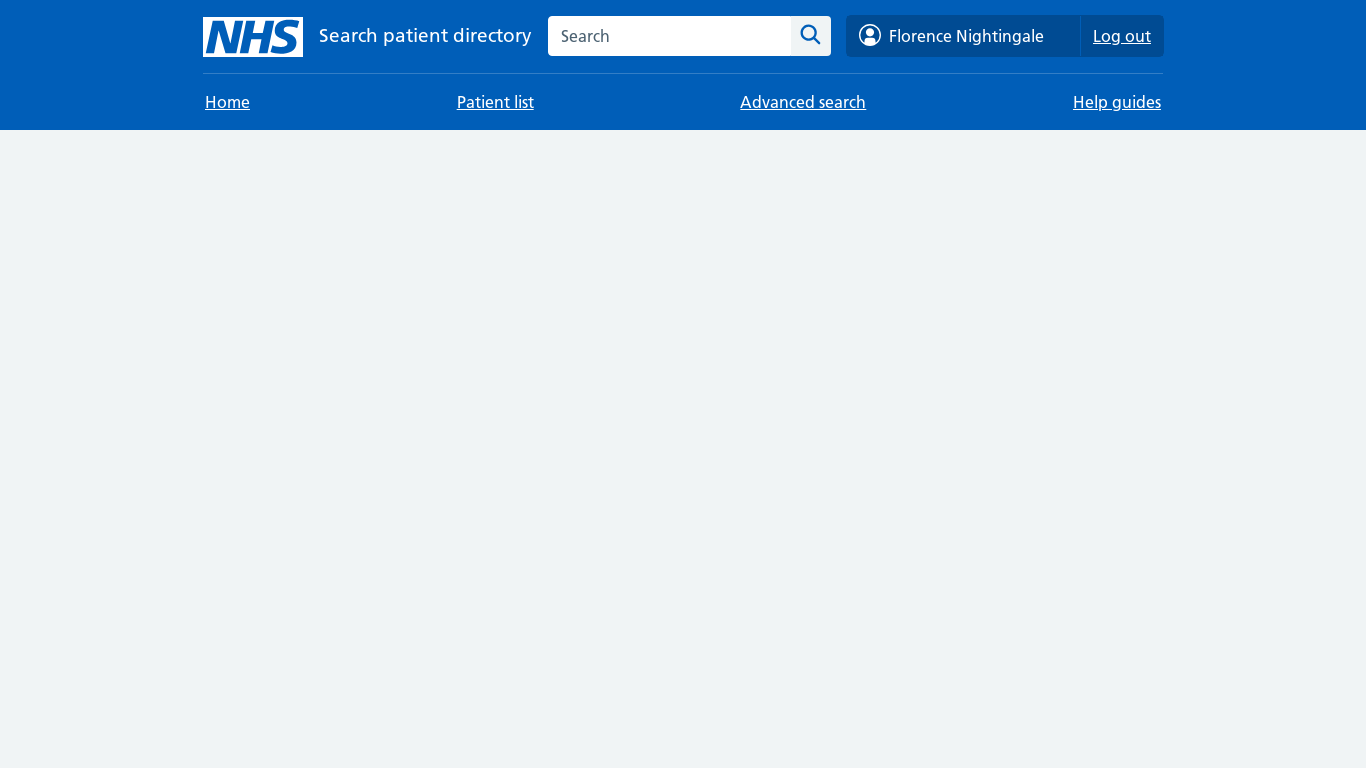 NHS Search patient directory Search Florence Nightingale Log out
Home Patient list Advanced search Help guides